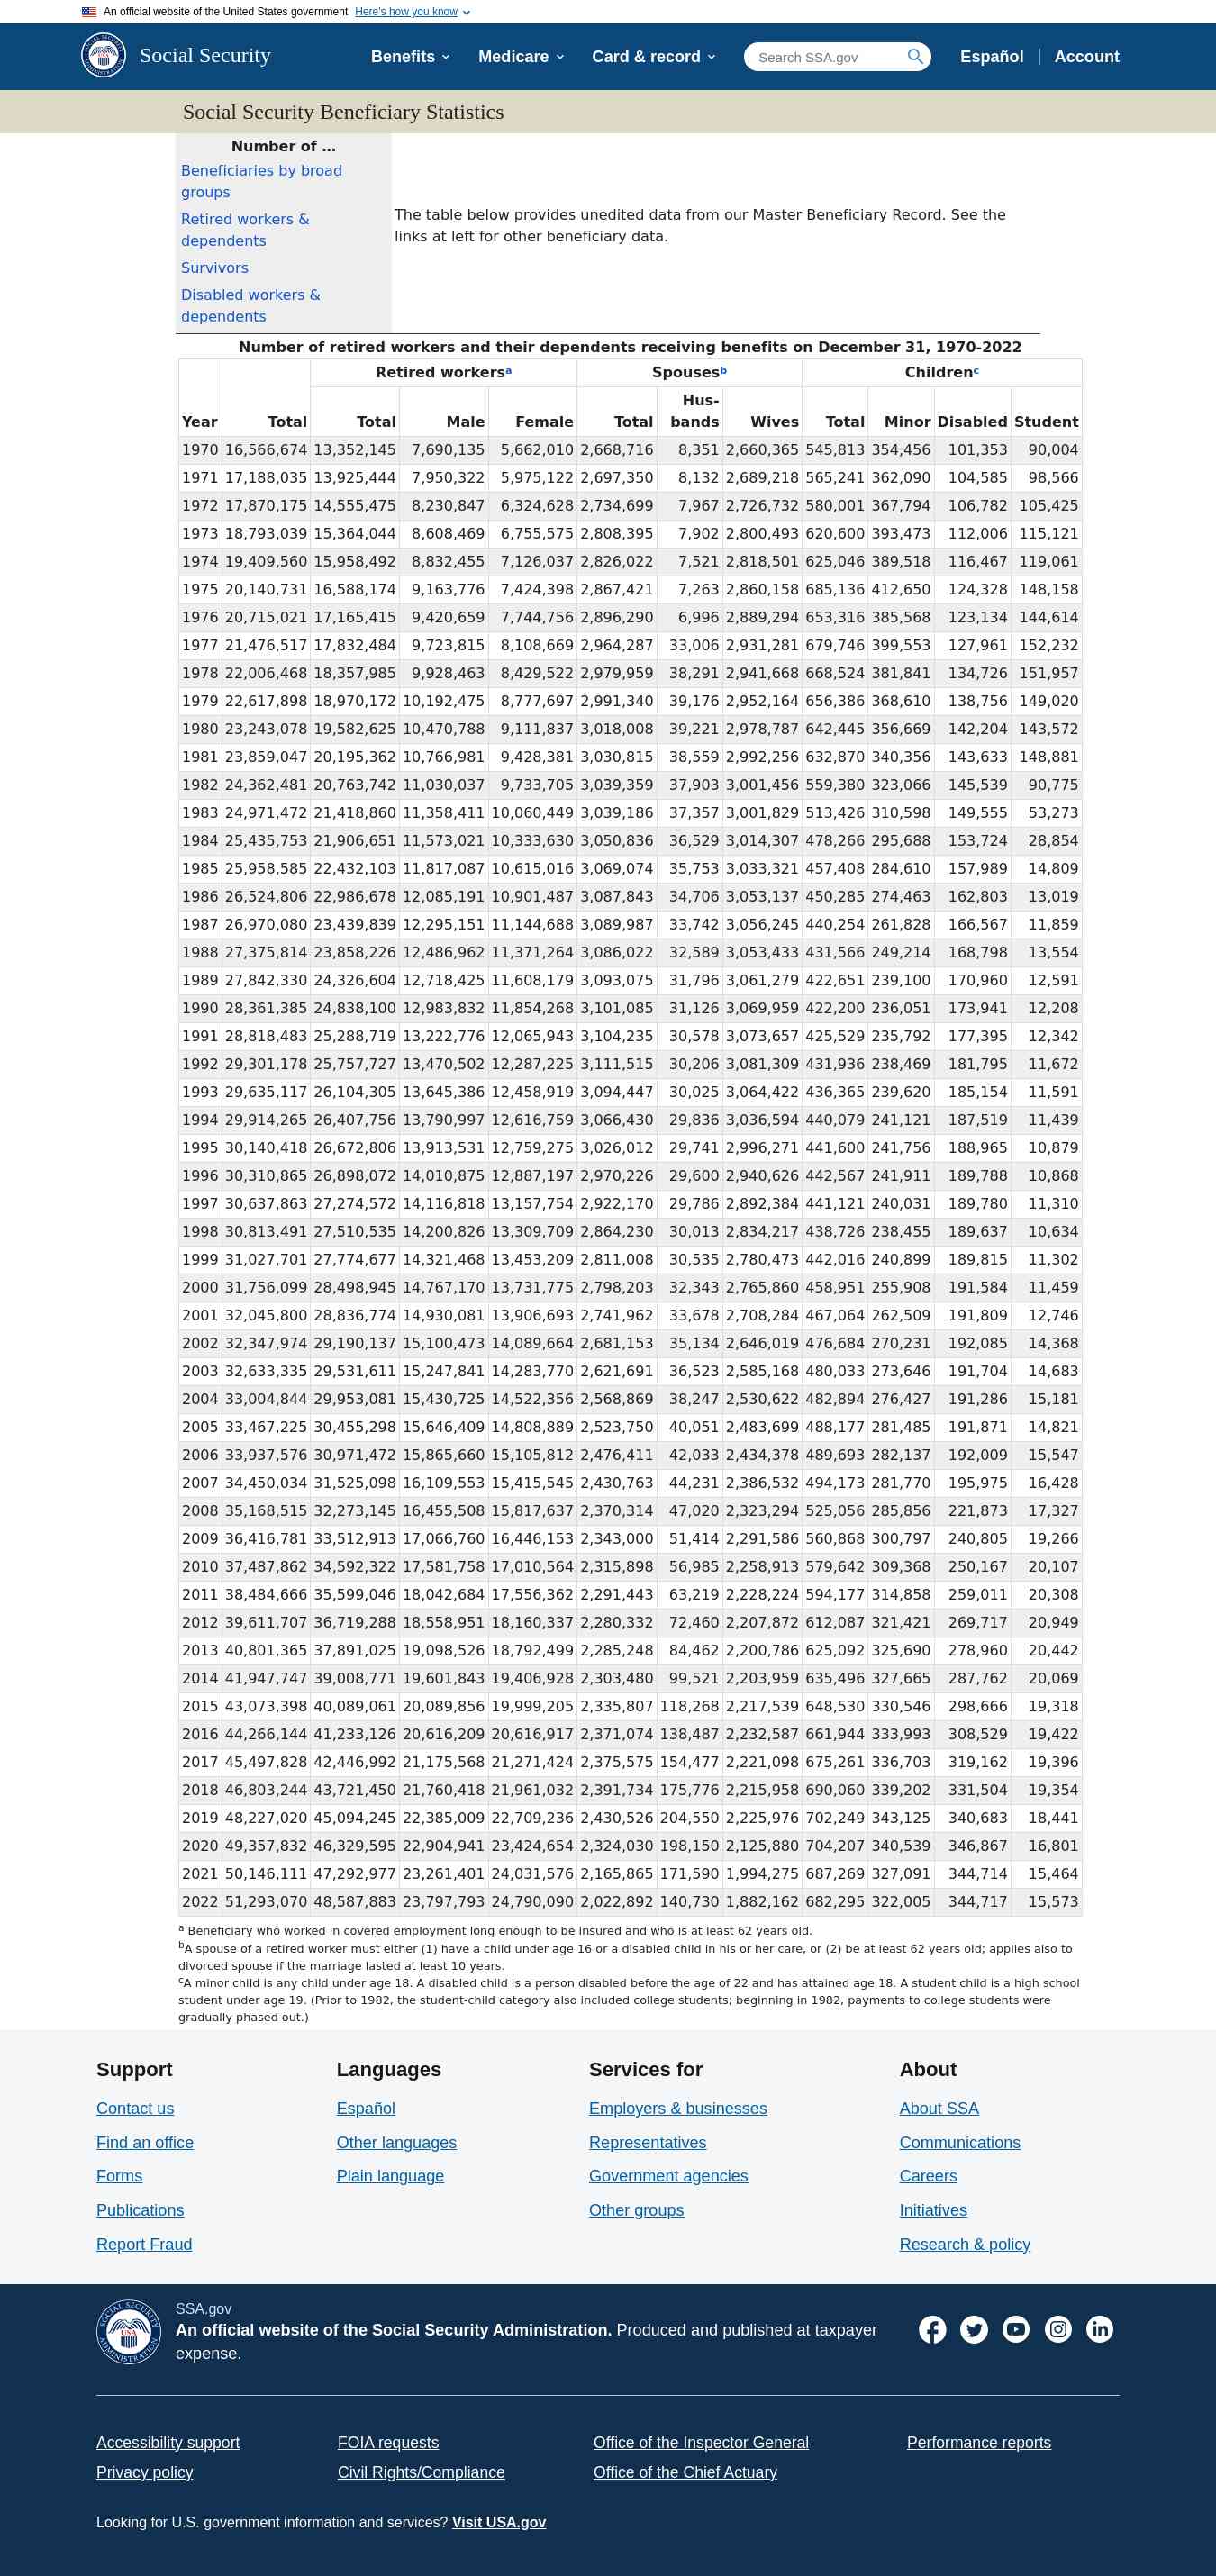 An official website of the United States government Here's how you know
Social Security Benefits Medicare Card & record Search SSA.gov Español | Account
Social Security Beneficiary Statistics
Number of ...
Beneficiaries by broad
groups
Retired workers &
dependents
Survivors
Disabled workers &
dependents
The table below provides unedited data from our Master Beneficiary Record. See the
links at left for other beneficiary data.
Number of retired workers and their dependents receiving benefits on December 31, 1970-2022
Retired workersa Spousesb Childrenc
Year Total Total Male Female Total Hus-
bands Wives Total Minor Disabled Student
1970 16,566,674 13,352,145 7,690,135 5,662,010 2,668,716 8,351 2,660,365 545,813 354,456 101,353 90,004
1971 17,188,035 13,925,444 7,950,322 5,975,122 2,697,350 8,132 2,689,218 565,241 362,090 104,585 98,566
1972 17,870,175 14,555,475 8,230,847 6,324,628 2,734,699 7,967 2,726,732 580,001 367,794 106,782 105,425
1973 18,793,039 15,364,044 8,608,469 6,755,575 2,808,395 7,902 2,800,493 620,600 393,473 112,006 115,121
1974 19,409,560 15,958,492 8,832,455 7,126,037 2,826,022 7,521 2,818,501 625,046 389,518 116,467 119,061
1975 20,140,731 16,588,174 9,163,776 7,424,398 2,867,421 7,263 2,860,158 685,136 412,650 124,328 148,158
1976 20,715,021 17,165,415 9,420,659 7,744,756 2,896,290 6,996 2,889,294 653,316 385,568 123,134 144,614
1977 21,476,517 17,832,484 9,723,815 8,108,669 2,964,287 33,006 2,931,281 679,746 399,553 127,961 152,232
1978 22,006,468 18,357,985 9,928,463 8,429,522 2,979,959 38,291 2,941,668 668,524 381,841 134,726 151,957
1979 22,617,898 18,970,172 10,192,475 8,777,697 2,991,340 39,176 2,952,164 656,386 368,610 138,756 149,020
1980 23,243,078 19,582,625 10,470,788 9,111,837 3,018,008 39,221 2,978,787 642,445 356,669 142,204 143,572
1981 23,859,047 20,195,362 10,766,981 9,428,381 3,030,815 38,559 2,992,256 632,870 340,356 143,633 148,881
1982 24,362,481 20,763,742 11,030,037 9,733,705 3,039,359 37,903 3,001,456 559,380 323,066 145,539 90,775
1983 24,971,472 21,418,860 11,358,411 10,060,449 3,039,186 37,357 3,001,829 513,426 310,598 149,555 53,273
1984 25,435,753 21,906,651 11,573,021 10,333,630 3,050,836 36,529 3,014,307 478,266 295,688 153,724 28,854
1985 25,958,585 22,432,103 11,817,087 10,615,016 3,069,074 35,753 3,033,321 457,408 284,610 157,989 14,809
1986 26,524,806 22,986,678 12,085,191 10,901,487 3,087,843 34,706 3,053,137 450,285 274,463 162,803 13,019
1987 26,970,080 23,439,839 12,295,151 11,144,688 3,089,987 33,742 3,056,245 440,254 261,828 166,567 11,859
1988 27,375,814 23,858,226 12,486,962 11,371,264 3,086,022 32,589 3,053,433 431,566 249,214 168,798 13,554
1989 27,842,330 24,326,604 12,718,425 11,608,179 3,093,075 31,796 3,061,279 422,651 239,100 170,960 12,591
1990 28,361,385 24,838,100 12,983,832 11,854,268 3,101,085 31,126 3,069,959 422,200 236,051 173,941 12,208
1991 28,818,483 25,288,719 13,222,776 12,065,943 3,104,235 30,578 3,073,657 425,529 235,792 177,395 12,342
1992 29,301,178 25,757,727 13,470,502 12,287,225 3,111,515 30,206 3,081,309 431,936 238,469 181,795 11,672
1993 29,635,117 26,104,305 13,645,386 12,458,919 3,094,447 30,025 3,064,422 436,365 239,620 185,154 11,591
1994 29,914,265 26,407,756 13,790,997 12,616,759 3,066,430 29,836 3,036,594 440,079 241,121 187,519 11,439
1995 30,140,418 26,672,806 13,913,531 12,759,275 3,026,012 29,741 2,996,271 441,600 241,756 188,965 10,879
1996 30,310,865 26,898,072 14,010,875 12,887,197 2,970,226 29,600 2,940,626 442,567 241,911 189,788 10,868
1997 30,637,863 27,274,572 14,116,818 13,157,754 2,922,170 29,786 2,892,384 441,121 240,031 189,780 11,310
1998 30,813,491 27,510,535 14,200,826 13,309,709 2,864,230 30,013 2,834,217 438,726 238,455 189,637 10,634
1999 31,027,701 27,774,677 14,321,468 13,453,209 2,811,008 30,535 2,780,473 442,016 240,899 189,815 11,302
2000 31,756,099 28,498,945 14,767,170 13,731,775 2,798,203 32,343 2,765,860 458,951 255,908 191,584 11,459
2001 32,045,800 28,836,774 14,930,081 13,906,693 2,741,962 33,678 2,708,284 467,064 262,509 191,809 12,746
2002 32,347,974 29,190,137 15,100,473 14,089,664 2,681,153 35,134 2,646,019 476,684 270,231 192,085 14,368
2003 32,633,335 29,531,611 15,247,841 14,283,770 2,621,691 36,523 2,585,168 480,033 273,646 191,704 14,683
2004 33,004,844 29,953,081 15,430,725 14,522,356 2,568,869 38,247 2,530,622 482,894 276,427 191,286 15,181
2005 33,467,225 30,455,298 15,646,409 14,808,889 2,523,750 40,051 2,483,699 488,177 281,485 191,871 14,821
2006 33,937,576 30,971,472 15,865,660 15,105,812 2,476,411 42,033 2,434,378 489,693 282,137 192,009 15,547
2007 34,450,034 31,525,098 16,109,553 15,415,545 2,430,763 44,231 2,386,532 494,173 281,770 195,975 16,428
2008 35,168,515 32,273,145 16,455,508 15,817,637 2,370,314 47,020 2,323,294 525,056 285,856 221,873 17,327
2009 36,416,781 33,512,913 17,066,760 16,446,153 2,343,000 51,414 2,291,586 560,868 300,797 240,805 19,266
2010 37,487,862 34,592,322 17,581,758 17,010,564 2,315,898 56,985 2,258,913 579,642 309,368 250,167 20,107
2011 38,484,666 35,599,046 18,042,684 17,556,362 2,291,443 63,219 2,228,224 594,177 314,858 259,011 20,308
2012 39,611,707 36,719,288 18,558,951 18,160,337 2,280,332 72,460 2,207,872 612,087 321,421 269,717 20,949
2013 40,801,365 37,891,025 19,098,526 18,792,499 2,285,248 84,462 2,200,786 625,092 325,690 278,960 20,442
2014 41,947,747 39,008,771 19,601,843 19,406,928 2,303,480 99,521 2,203,959 635,496 327,665 287,762 20,069
2015 43,073,398 40,089,061 20,089,856 19,999,205 2,335,807 118,268 2,217,539 648,530 330,546 298,666 19,318
2016 44,266,144 41,233,126 20,616,209 20,616,917 2,371,074 138,487 2,232,587 661,944 333,993 308,529 19,422
2017 45,497,828 42,446,992 21,175,568 21,271,424 2,375,575 154,477 2,221,098 675,261 336,703 319,162 19,396
2018 46,803,244 43,721,450 21,760,418 21,961,032 2,391,734 175,776 2,215,958 690,060 339,202 331,504 19,354
2019 48,227,020 45,094,245 22,385,009 22,709,236 2,430,526 204,550 2,225,976 702,249 343,125 340,683 18,441
2020 49,357,832 46,329,595 22,904,941 23,424,654 2,324,030 198,150 2,125,880 704,207 340,539 346,867 16,801
2021 50,146,111 47,292,977 23,261,401 24,031,576 2,165,865 171,590 1,994,275 687,269 327,091 344,714 15,464
2022 51,293,070 48,587,883 23,797,793 24,790,090 2,022,892 140,730 1,882,162 682,295 322,005 344,717 15,573
a Beneficiary who worked in covered employment long enough to be insured and who is at least 62 years old.
bA spouse of a retired worker must either (1) have a child under age 16 or a disabled child in his or her care, or (2) be at least 62 years old; applies also to
divorced spouse if the marriage lasted at least 10 years.
cA minor child is any child under age 18. A disabled child is a person disabled before the age of 22 and has attained age 18. A student child is a high school
student under age 19. (Prior to 1982, the student-child category also included college students; beginning in 1982, payments to college students were
gradually phased out.)
Support Languages Services for About
Contact us Español Employers & businesses About SSA
Find an office Other languages Representatives Communications
Forms Plain language Government agencies Careers
Publications Other groups Initiatives
Report Fraud Research & policy
SOCIAL SECURITY ADMINISTRATION USA
SSA.gov
An official website of the Social Security Administration. Produced and published at taxpayer
expense.
Accessibility support FOIA requests Office of the Inspector General Performance reports
Privacy policy Civil Rights/Compliance Office of the Chief Actuary
Looking for U.S. government information and services? Visit USA.gov